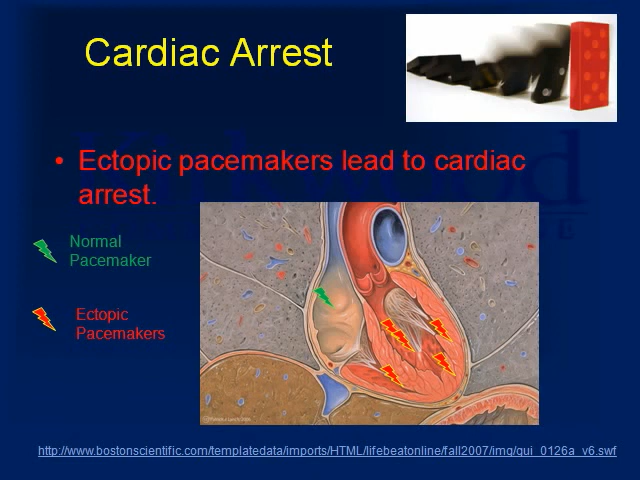 Cardiac Arrest
• Ectopic pacemakers lead to cardiac
arrest.
Normal
Pacemaker
Ectopic
Pacemakers
http://www.bostonscientific.com/templatedata/imports/HTML/lifebeatonline/fall2007/img/gui_0126a_v6.swf